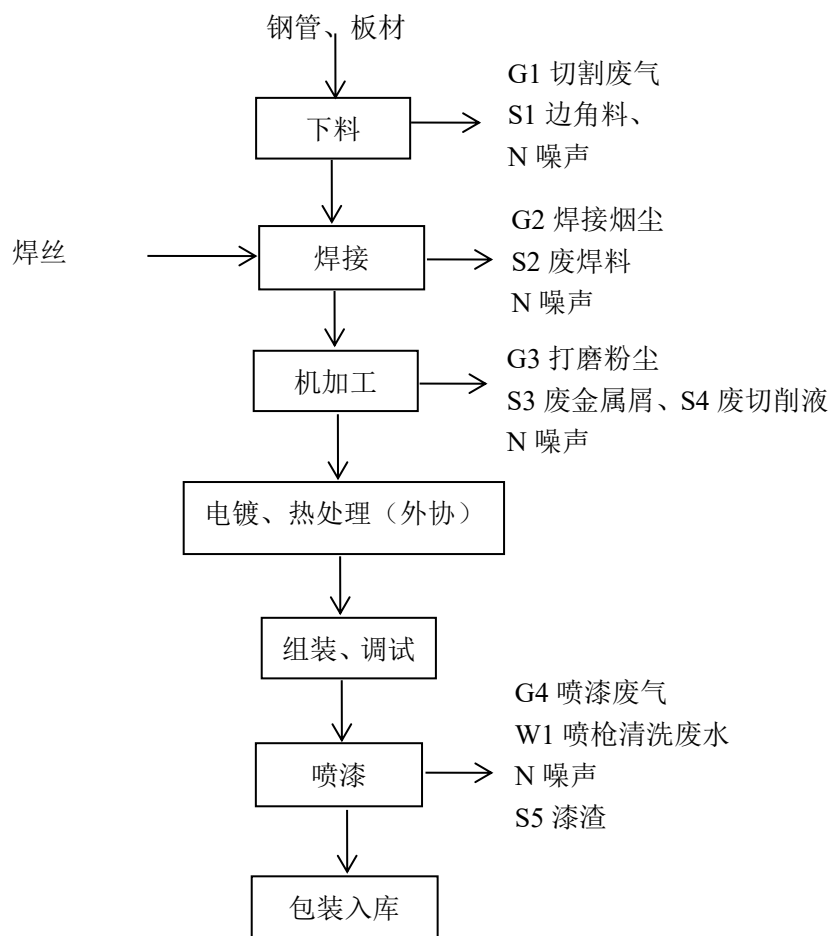 钢管、板材
下料
G1 切割废气
S1 边角料、
N 噪声
焊丝
焊接
G2 焊接烟尘
S2 废焊料
N 噪声
机加工
G3 打磨粉尘
S3 废金属屑、S4 废切削液
N 噪声
电镀、热处理（外协）
组装、调试
喷漆
G4 喷漆废气
W1 喷枪清洗废水
N 噪声
S5 漆渣
包装入库